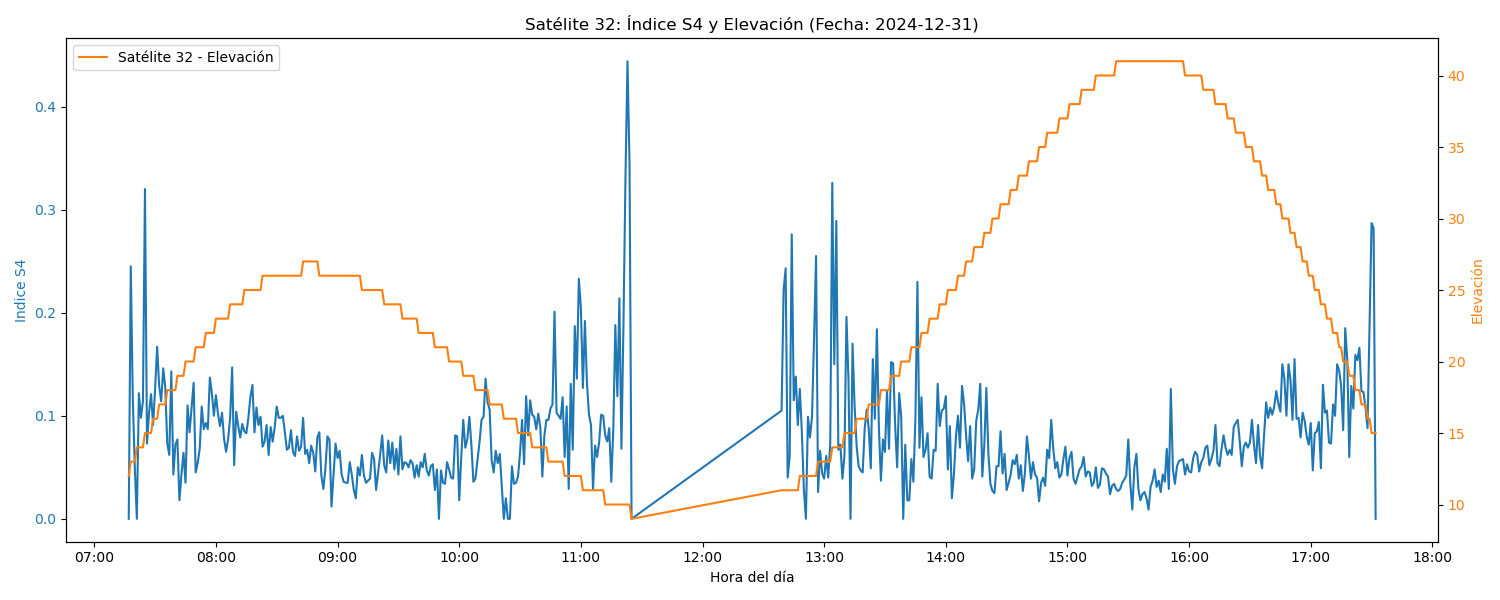 Satélite 32: Índice S4 y Elevación (Fecha: 2024-12-31)
Satélite 32 - Elevación
Indice S4
0.4
0.3
0.2
0.1
0.0
Elevación
40
35
30
25
20
15
10
07:00 08:00 09:00 10:00 11:00 12:00 13:00 14:00 15:00 16:00 17:00 18:00
Hora del día